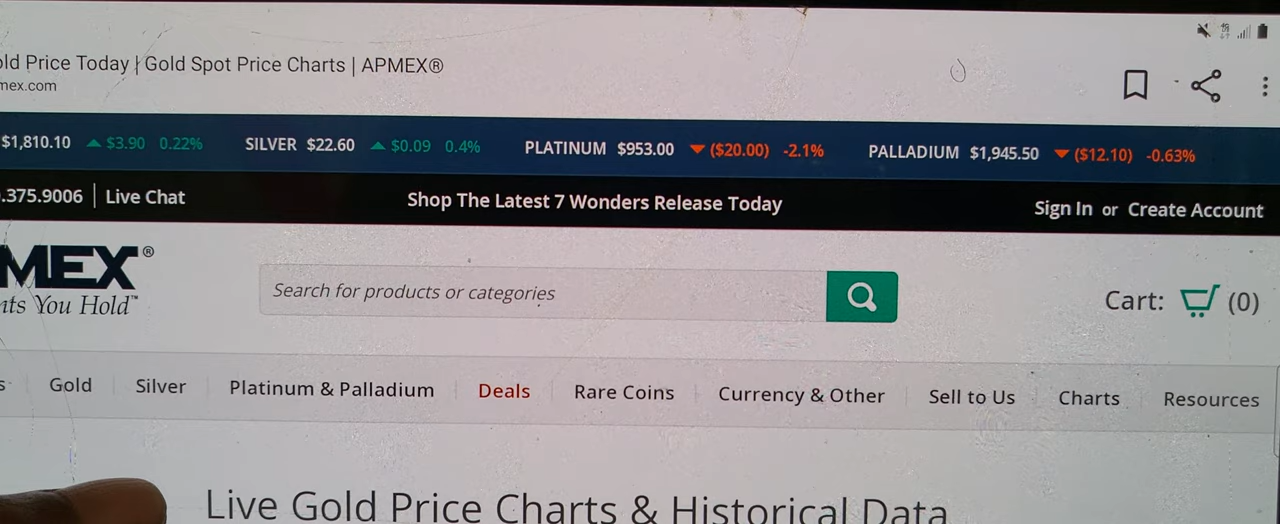 old Price Today | Gold Spot Price Charts | APMEX®
mex.com
$1,810.10 ▲ $3.90 0.22% SILVER $22.60 ▲ $0.09 0.4% PLATINUM $953.00 ▼ ($20.00) -2.1% PALLADIUM $1,945.50 ▼ ($12.10) -0.63%
.375.9006 | Live Chat Shop The Latest 7 Wonders Release Today Sign In or Create Account
MEX®
nts You Hold™
Search for products or categories
Cart: (0)
s Gold Silver Platinum & Palladium Deals Rare Coins Currency & Other Sell to Us Charts Resources
Live Gold Price Charts & Historical Data